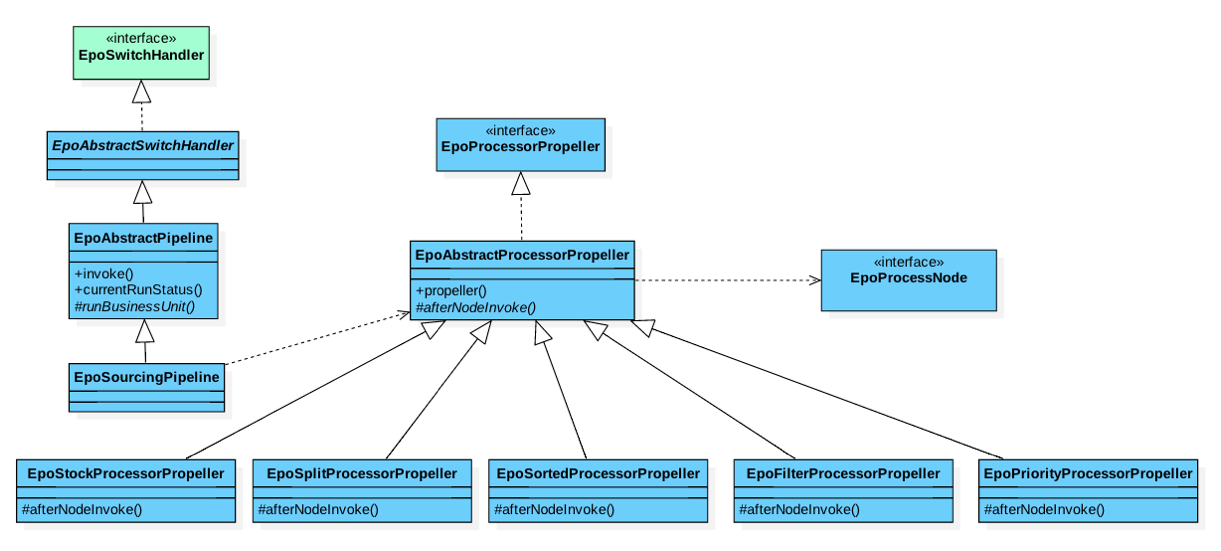 «interface»
EpoSwitchHandler
EpoAbstractSwitchHandler
EpoAbstractPipeline
+invoke()
+currentRunStatus()
#runBusinessUnit()
EpoSourcingPipeline
«interface»
EpoProcessorPropeller
EpoAbstractProcessorPropeller
+propeller()
#afterNodeInvoke()
«interface»
EpoProcessNode
EpoStockProcessorPropeller
#afterNodeInvoke()
EpoSplitProcessorPropeller
#afterNodeInvoke()
EpoSortedProcessorPropeller
#afterNodeInvoke()
EpoFilterProcessorPropeller
#afterNodeInvoke()
EpoPriorityProcessorPropeller
#afterNodeInvoke()